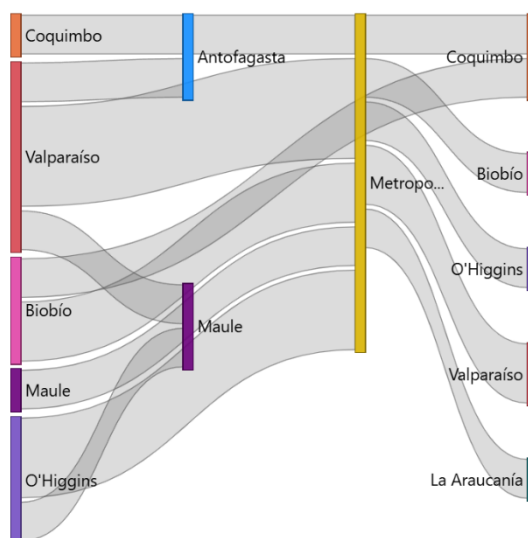 Coquimbo
Valparaíso
Biobío
Maule
O'Higgins
Antofagasta
Maule
Metropo...
Coquimbo
Biobío
O'Higgins
Valparaíso
La Araucanía